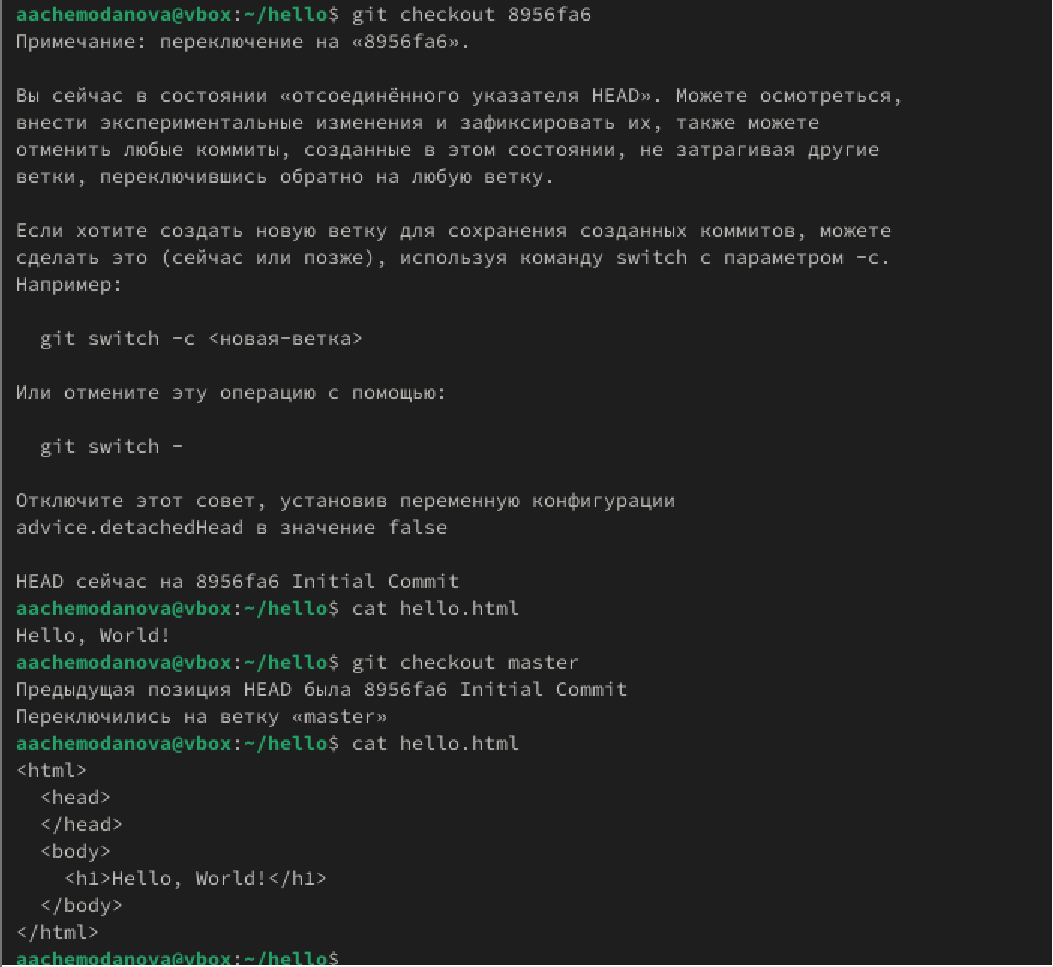 aachemodanova@vbox:~/hello$ git checkout 8956fa6
Примечание: переключение на «8956fa6».
Вы сейчас в состоянии «отсоединённого указателя HEAD». Можете осмотреться,
внести экспериментальные изменения и зафиксировать их, также можете
отменить любые коммиты, созданные в этом состоянии, не затрагивая другие
ветки, переключившись обратно на любую ветку.
Если хотите создать новую ветку для сохранения созданных коммитов, можете
сделать это (сейчас или позже), используя команду switch с параметром -c.
Например:
  git switch -c <новая-ветка>
Или отмените эту операцию с помощью:
  git switch -
Отключите этот совет, установив переменную конфигурации
advice.detachedHead в значение false
HEAD сейчас на 8956fa6 Initial Commit
aachemodanova@vbox:~/hello$ cat hello.html
Hello, World!
aachemodanova@vbox:~/hello$ git checkout master
Предыдущая позиция HEAD была 8956fa6 Initial Commit
Переключились на ветку «master»
aachemodanova@vbox:~/hello$ cat hello.html
<html>
  <head>
  </head>
  <body>
    <h1>Hello, World!</h1>
  </body>
</html>
aachemodanova@vbox:~/hello$